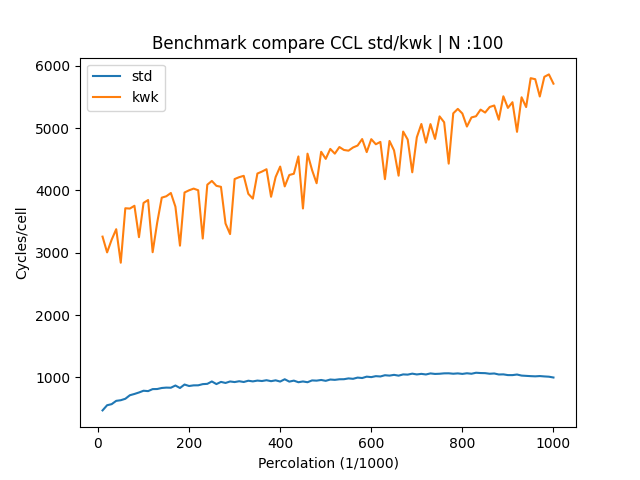 Benchmark compare CCL std/kwk | N :100
std
kwk
Cycles/cell
6000
5000
4000
3000
2000
1000
0 200 400 600 800 1000
Percolation (1/1000)